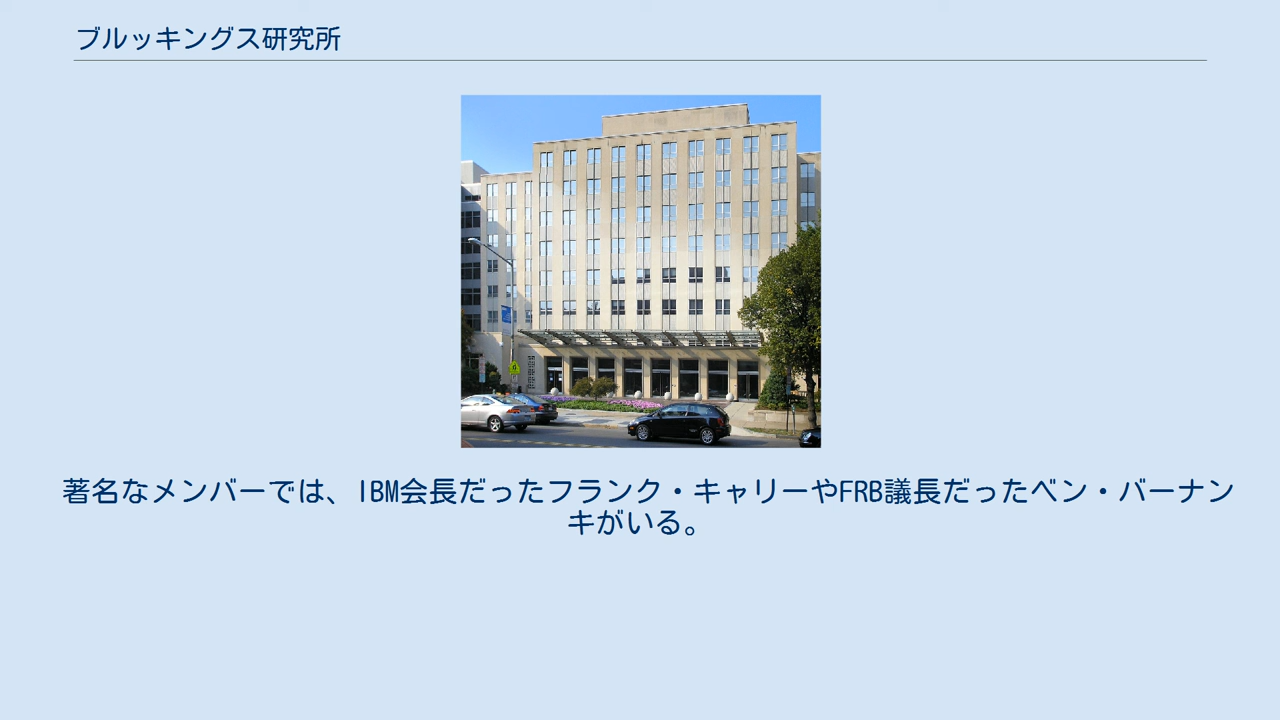 ブルッキングス研究所
著名なメンバーでは、IBM会長だったフランク・キャリーやFRB議長だったベン・バーナン
キがいる。